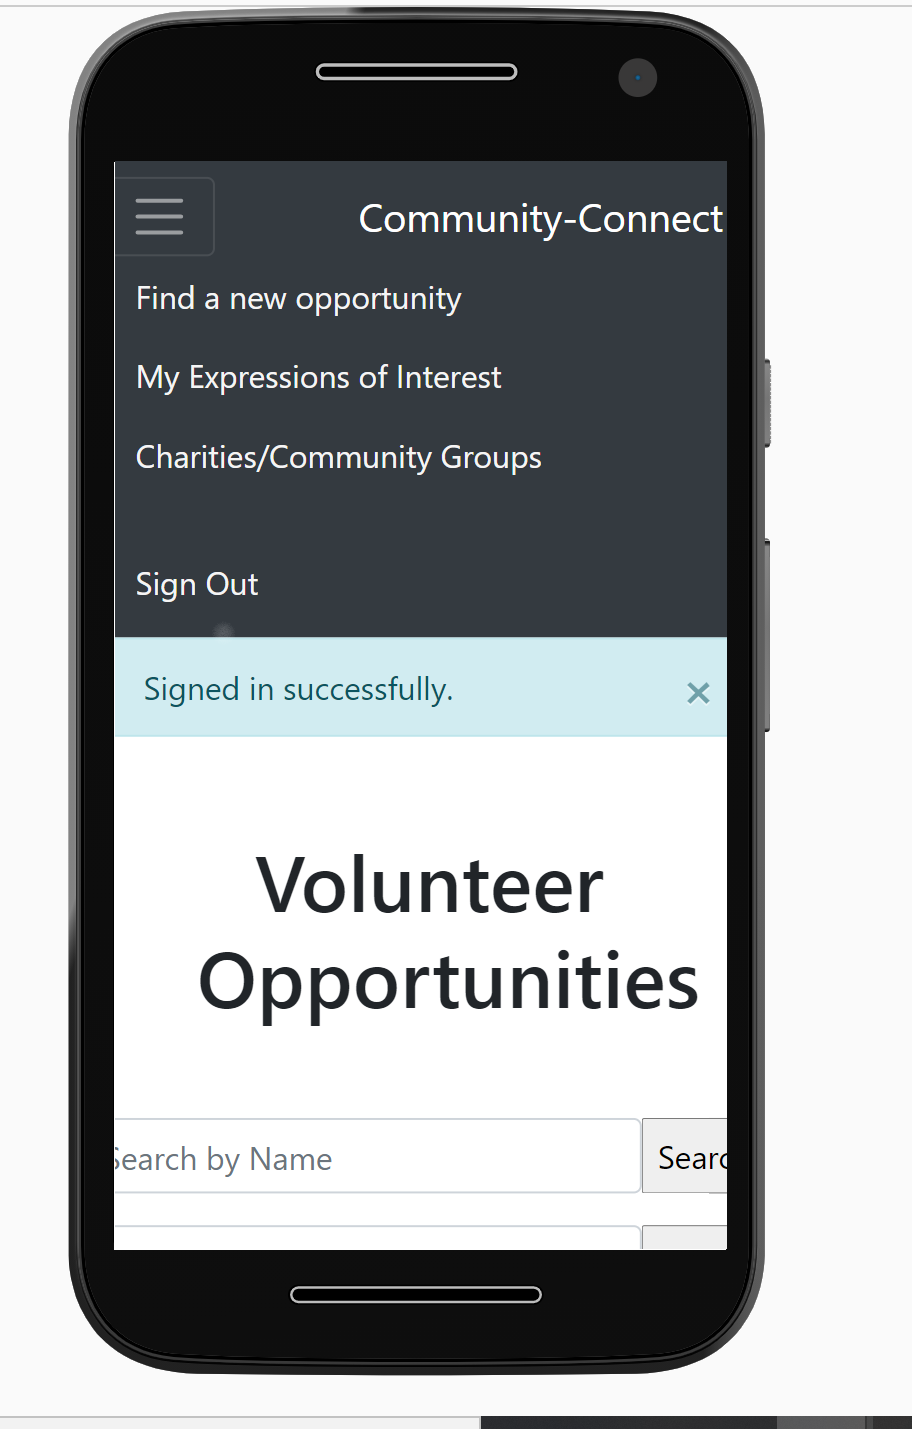 Community-Connect
Find a new opportunity
My Expressions of Interest
Charities/Community Groups
Sign Out
Signed in successfully. ×
Volunteer
Opportunities
Search by Name Searc